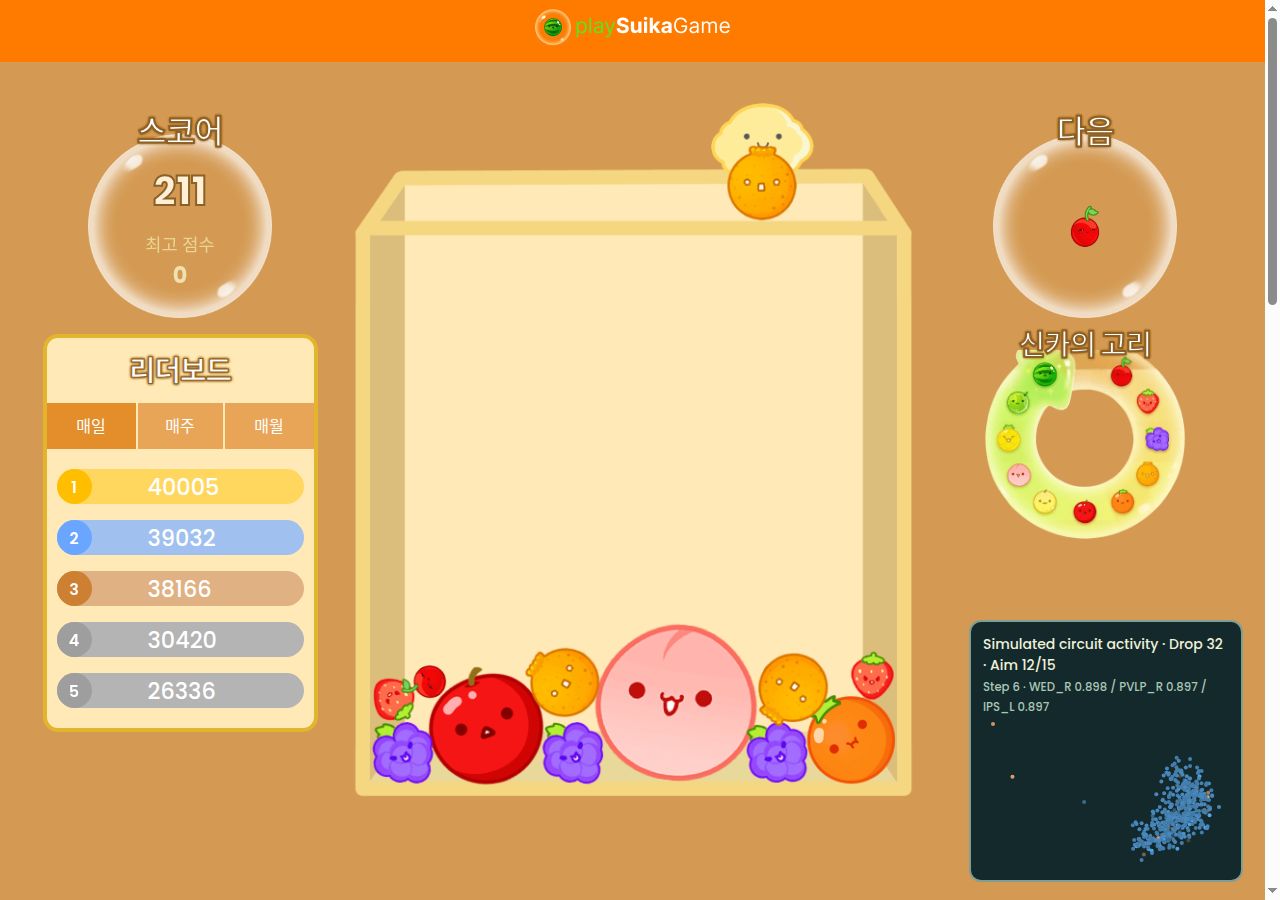 playSuikaGame
스코어
211
최고 점수
0
다음
신카의 고리
리더보드
매일 매주 매월
1 40005
2 39032
3 38166
4 30420
5 26336
Simulated circuit activity · Drop 32
· Aim 12/15
Step 6 · WED_R 0.898 / PVLP_R 0.897 /
IPS_L 0.897